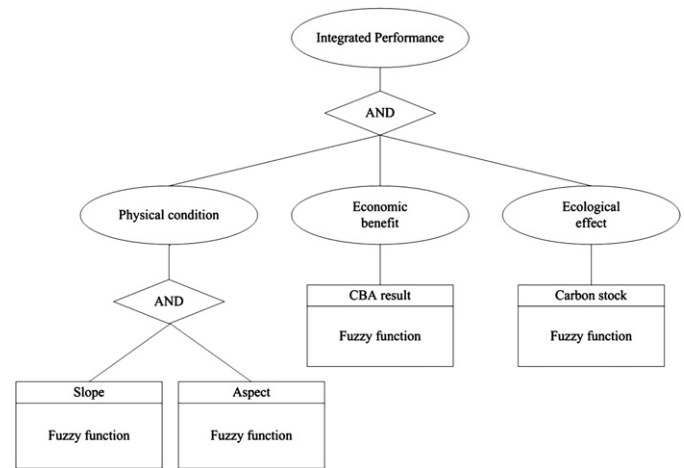 Integrated Performance
AND
Physical condition
Economic
benefit
Ecological
effect
AND
CBA result
Fuzzy function
Carbon stock
Fuzzy function
Slope
Fuzzy function
Aspect
Fuzzy function